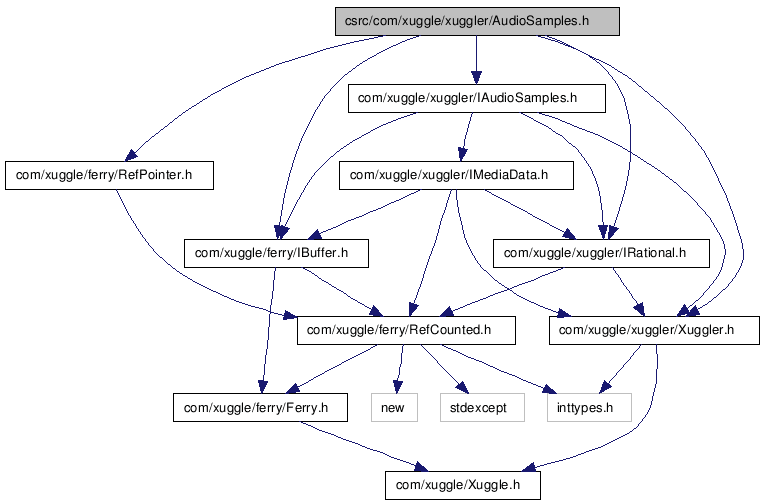 csrc/com/xuggle/xuggler/AudioSamples.h
com/xuggle/xuggler/IAudioSamples.h
com/xuggle/ferry/RefPointer.h
com/xuggle/xuggler/IMediaData.h
com/xuggle/ferry/IBuffer.h
com/xuggle/xuggler/IRational.h
com/xuggle/ferry/RefCounted.h
com/xuggle/xuggler/Xuggler.h
com/xuggle/ferry/Ferry.h
new
stdexcept
inttypes.h
com/xuggle/Xuggle.h